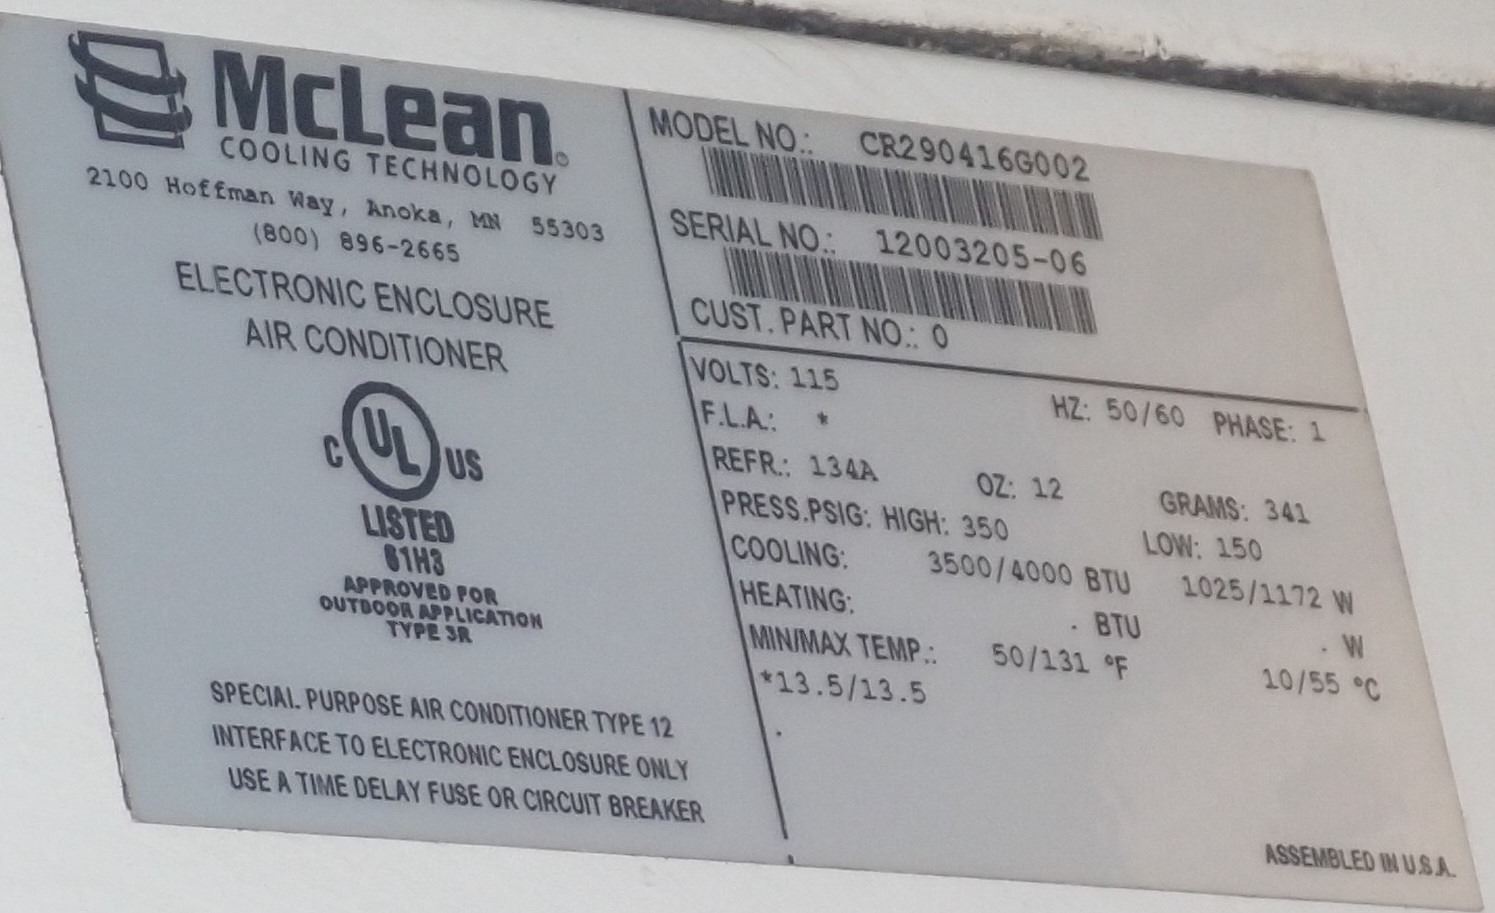 McLean®
COOLING TECHNOLOGY
2100 Hoffman Way, Anoka, MN 55303
(800) 896-2665
ELECTRONIC ENCLOSURE
AIR CONDITIONER
C UL US
LISTED
61H3
APPROVED FOR
OUTDOOR APPLICATION
TYPE 3R
SPECIAL PURPOSE AIR CONDITIONER TYPE 12
INTERFACE TO ELECTRONIC ENCLOSURE ONLY
USE A TIME DELAY FUSE OR CIRCUIT BREAKER
MODEL NO.: CR290416G002
SERIAL NO.: 12003205-06
CUST. PART NO.: 0
VOLTS: 115 HZ: 50/60 PHASE: 1
F.L.A.: *
REFR.: 134A OZ: 12 GRAMS: 341
PRESS.PSIG: HIGH: 350 LOW: 150
COOLING: 3500/4000 BTU 1025/1172 W
HEATING: . BTU . W
MIN/MAX TEMP.: 50/131 °F 10/55 °C
*13.5/13.5
.
ASSEMBLED IN U.S.A.